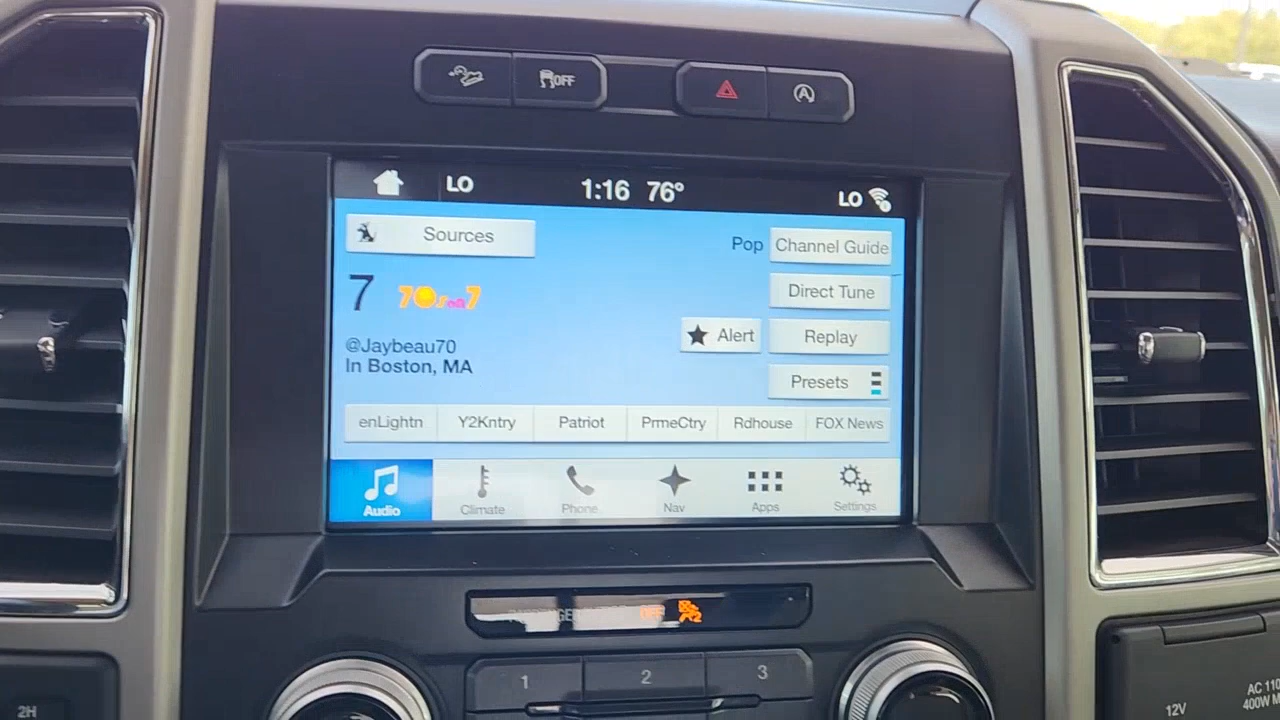 OFF
LO
1:16 76°
LO
Sources
Pop
Channel Guide
7
70s on 7
Direct Tune
Alert
Replay
@Jaybeau70
In Boston, MA
Presets
enLightn
Y2Kntry
Patriot
PrmeCtry
Rdhouse
FOX News
Audio
Climate
Phone
Nav
Apps
Settings
OFF
1
2
3
2H
12V
AC 110
400W